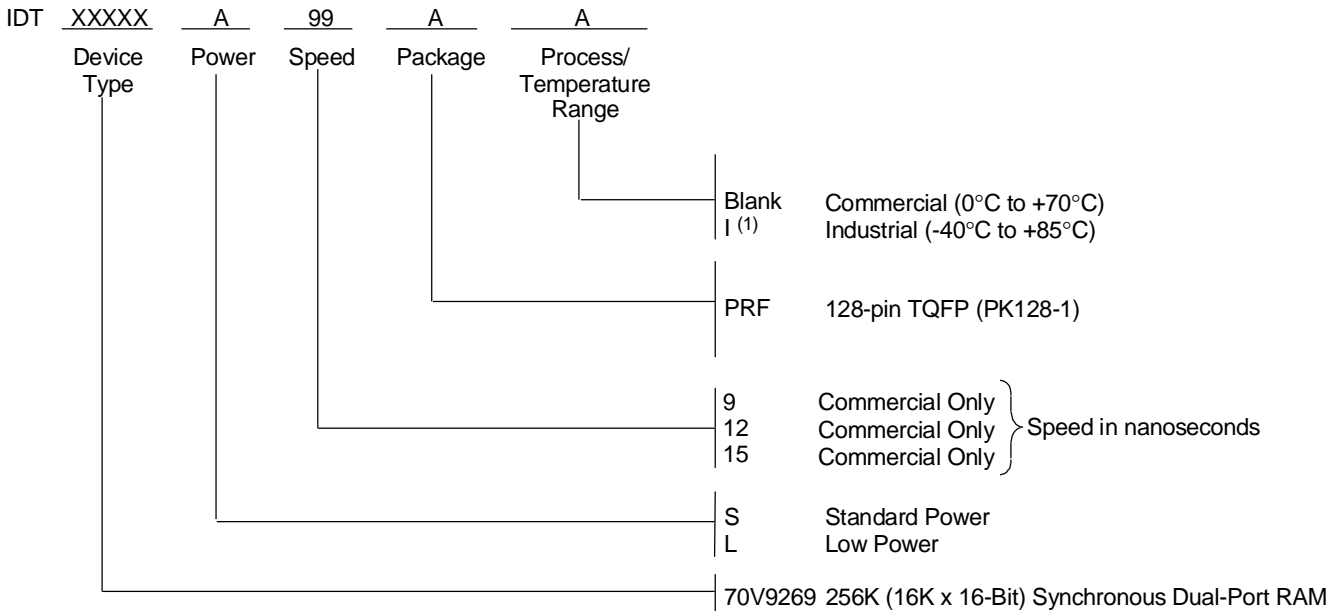 IDT XXXXX A 99 A A
Device Type Power Speed Package Process/ Temperature Range
Blank Commercial (0°C to +70°C)
I (1) Industrial (-40°C to +85°C)
PRF 128-pin TQFP (PK128-1)
9 Commercial Only
12 Commercial Only Speed in nanoseconds
15 Commercial Only
S Standard Power
L Low Power
70V9269 256K (16K x 16-Bit) Synchronous Dual-Port RAM